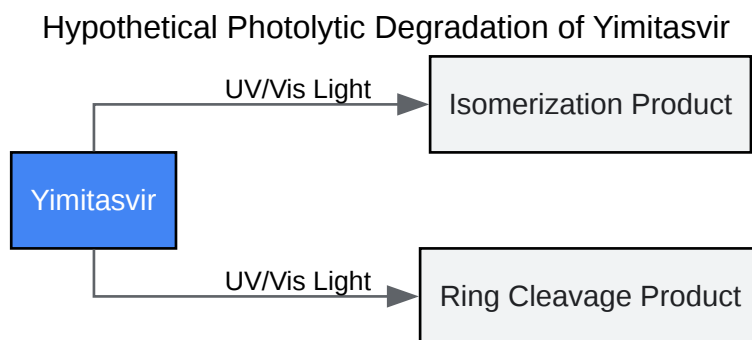 Hypothetical Photolytic Degradation of Yimitasvir
UV/Vis Light
Isomerization Product
Yimitasvir
UV/Vis Light
Ring Cleavage Product